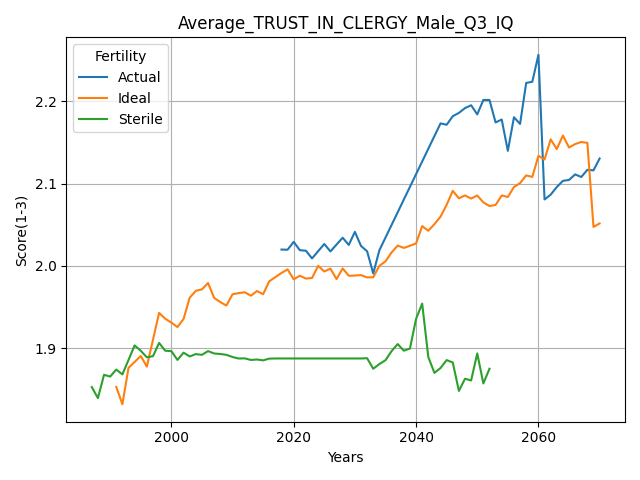 Average_TRUST_IN_CLERGY_Male_Q3_IQ
Fertility
Actual
Ideal
Sterile
Score(1-3)
2.2
2.1
2.0
1.9
2000
2020
2040
2060
Years